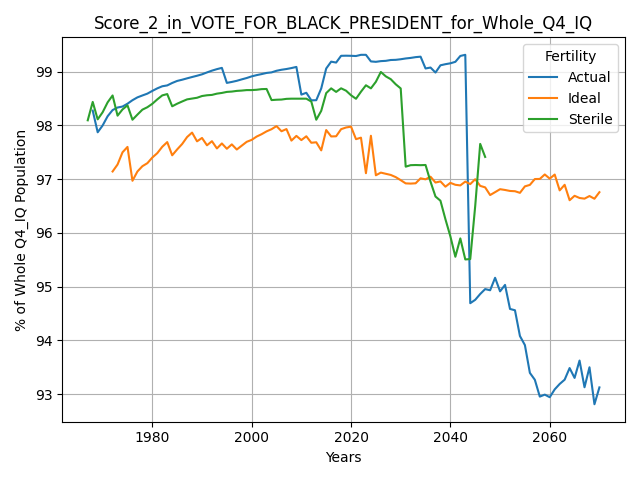 Score_2_in_VOTE_FOR_BLACK_PRESIDENT_for_Whole_Q4_IQ
Fertility
Actual
Ideal
Sterile
% of Whole Q4_IQ Population
99
98
97
96
95
94
93
1980
2000
2020
2040
2060
Years